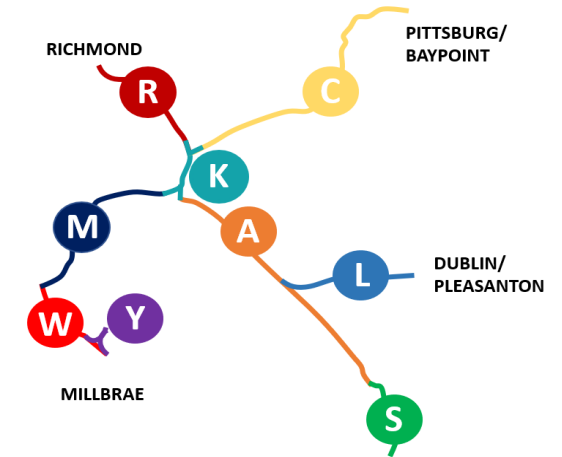 PITTSBURG/
BAYPOINT
RICHMOND
R
C
K
M
A
L
DUBLIN/
PLEASANTON
W
Y
MILLBRAE
S